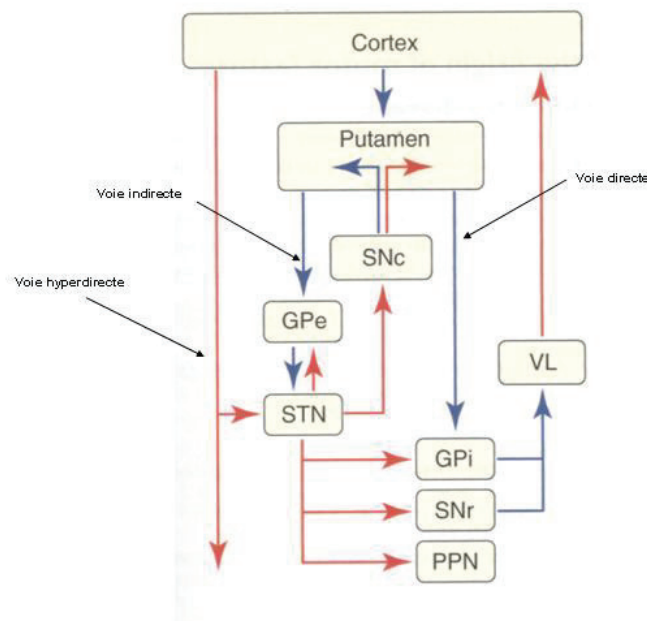 Cortex
Putamen
Voie indirecte
Voie directe
SNc
Voie hyperdirecte
GPe
VL
STN
GPi
SNr
PPN